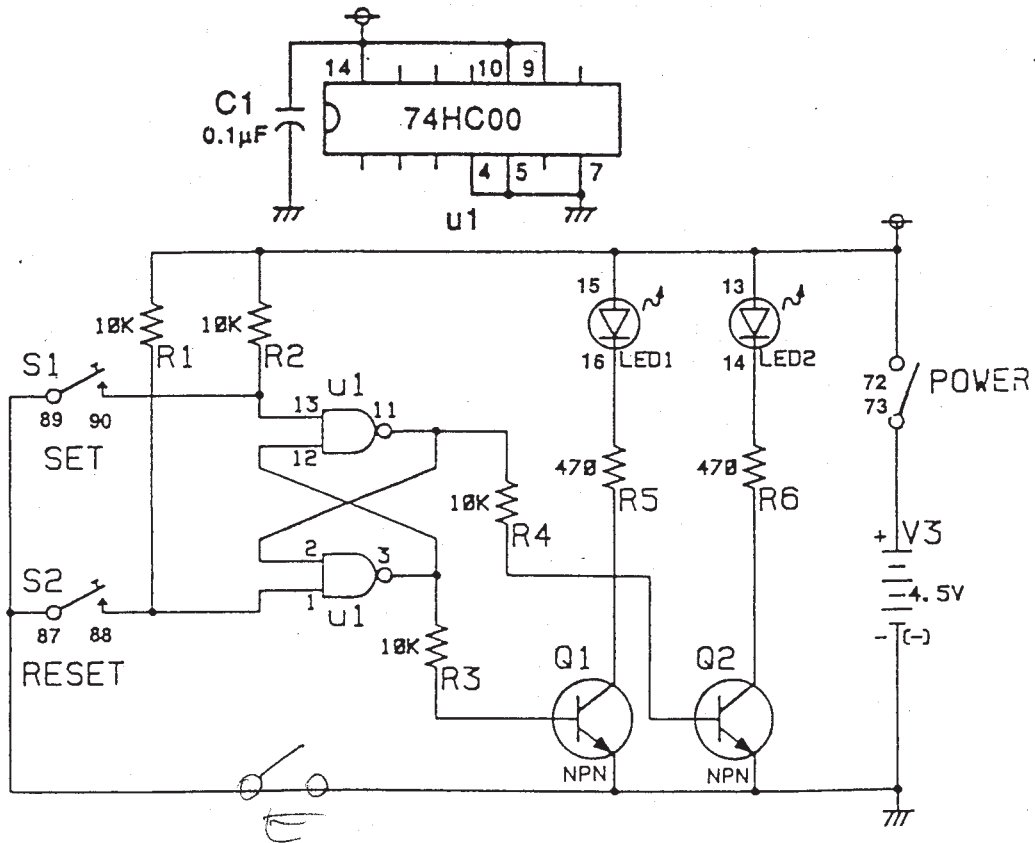 14 10 9
C1
0.1µF
74HC00
4 5 7
u1
15 13
10K R1
10K R2
16 LED1
14 LED2
S1
89 90
SET
u1
13 11
12
72
73
POWER
470 R5
470 R6
10K R4
+ V3
4.5V
- (-)
2 3
1
u1
S2
87 88
RESET
10K R3
Q1
Q2
NPN
NPN
E